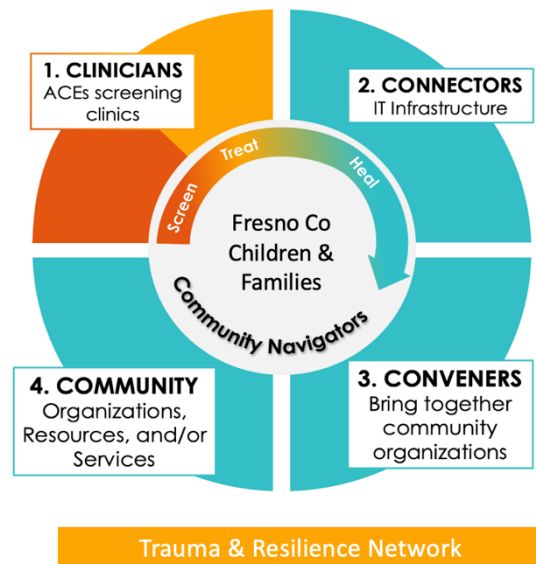 1. CLINICIANS
ACEs screening
clinics
2. CONNECTORS
IT Infrastructure
Screen
Treat
Heal
Fresno Co
Children &
Families
Community Navigators
4. COMMUNITY
Organizations,
Resources, and/or
Services
3. CONVENERS
Bring together
community
organizations
Trauma & Resilience Network